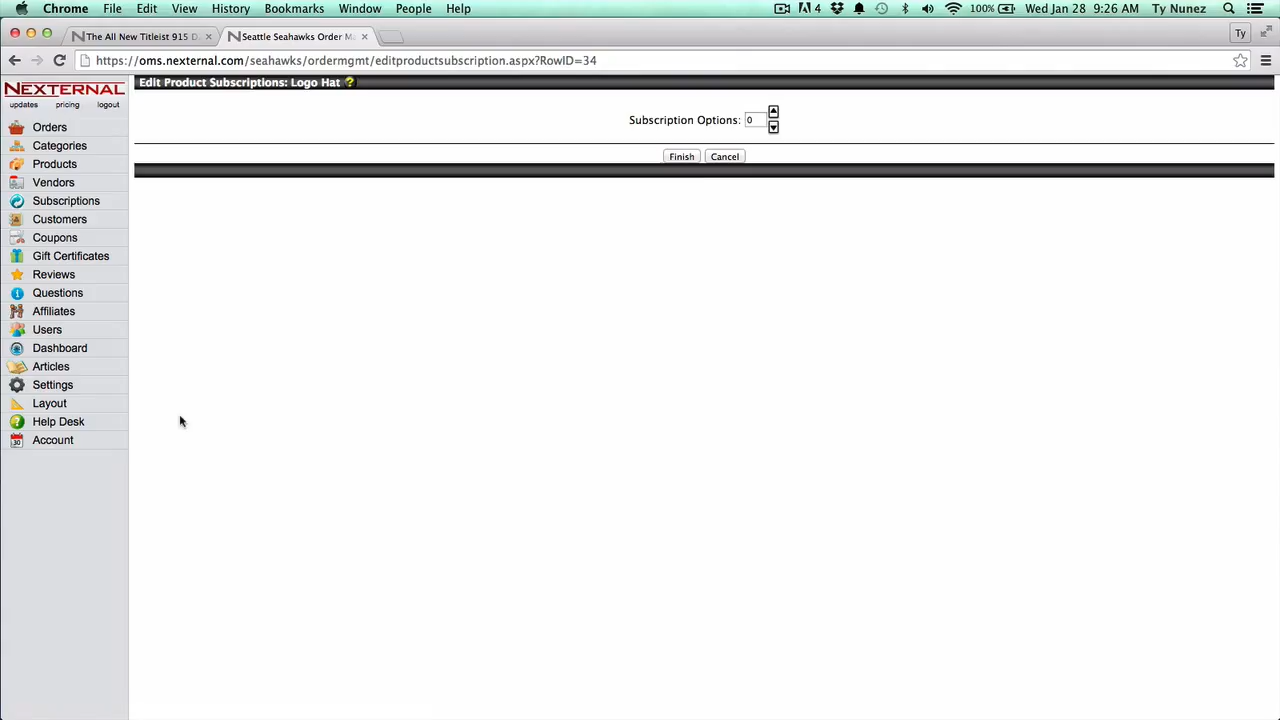 Chrome File Edit View History Bookmarks Window People Help 4 100% Wed Jan 28 9:26 AM Ty Nunez
The All New Titleist 915 D × Seattle Seahawks Order M × Ty
https://oms.nexternal.com/seahawks/ordermgmt/editproductsubscription.aspx?RowID=34
NEXTERNAL
updates pricing logout
Edit Product Subscriptions: Logo Hat ?
Subscription Options: 0
Finish Cancel
Orders
Categories
Products
Vendors
Subscriptions
Customers
Coupons
Gift Certificates
Reviews
Questions
Affiliates
Users
Dashboard
Articles
Settings
Layout
Help Desk
30 Account